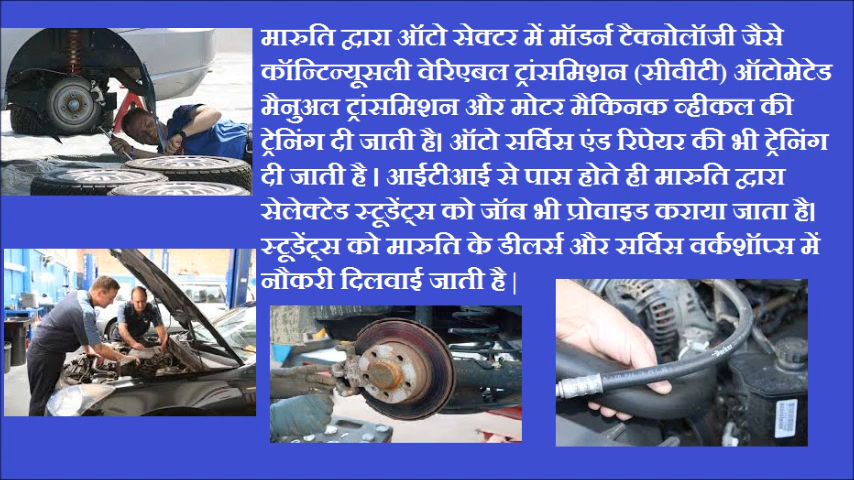 मारुति द्वारा ऑटो सेक्टर में मॉडर्न टैक्नोलॉजी जैसे
कॉन्टिन्यूसली वेरिएबल ट्रांसमिशन (सीवीटी) ऑटोमेटेड
मैनुअल ट्रांसमिशन और मोटर मैकिनक व्हीकल की
ट्रेनिंग दी जाती है। ऑटो सर्विस एंड रिपेयर की भी ट्रेनिंग
दी जाती है । आईटीआई से पास होते ही मारुति द्वारा
सेलेक्टेड स्टूडेंट्स को जॉब भी प्रोवाइड कराया जाता है।
स्टूडेंट्स को मारुति के डीलर्स और सर्विस वर्कशॉप्स में
नौकरी दिलवाई जाती है |